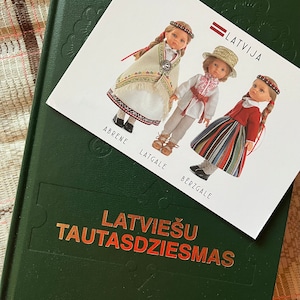 LATVIJA
ABRENE
LATGALE
BĒRZGALE
LATVIEŠU
TAUTASDZIESMAS